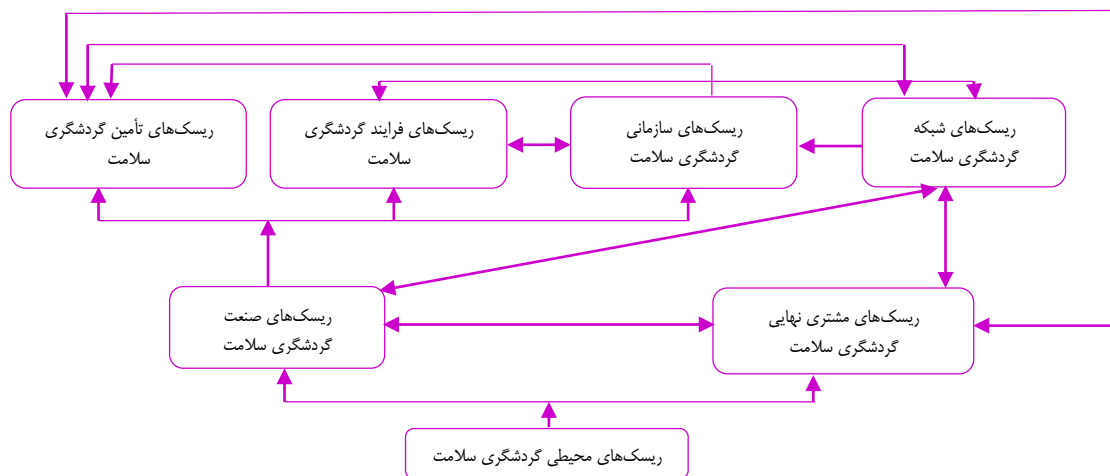 ریسک‌های شبکه
گردشگری سلامت
ریسک‌های سازمانی
گردشگری سلامت
ریسک‌های فرایند گردشگری
سلامت
ریسک‌های تأمین گردشگری
سلامت
ریسک‌های مشتری نهایی
گردشگری سلامت
ریسک‌های صنعت
گردشگری سلامت
ریسک‌های محیطی گردشگری سلامت